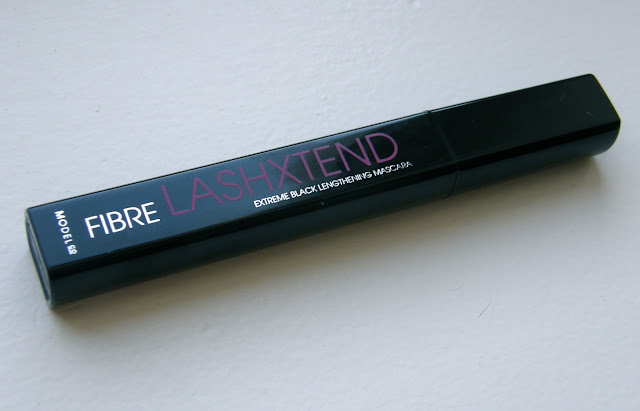 MODEL CO
FIBRE LASHXTEND
EXTREME BLACK LENGTHENING MASCARA